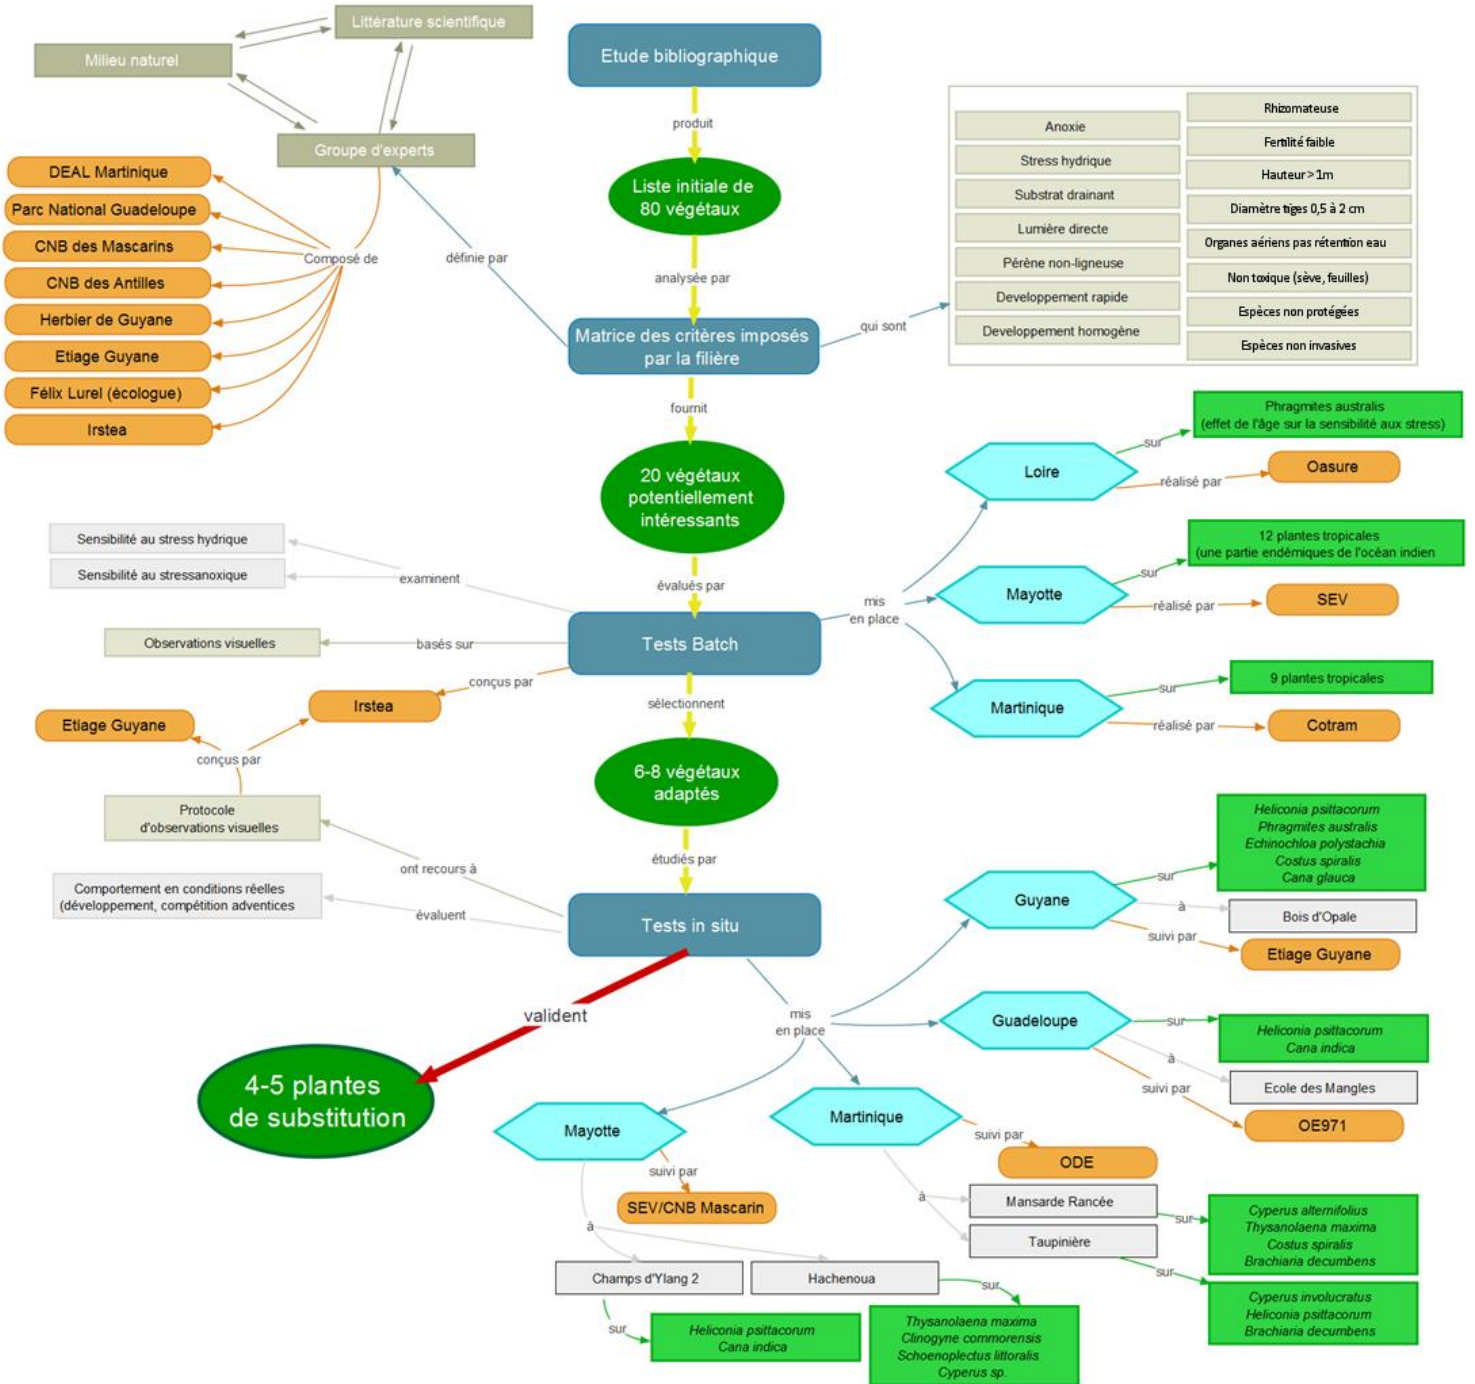 Littérature scientifique
Milieu naturel
Groupe d'experts
DEAL Martinique
Parc National Guadeloupe
CNB des Mascarins
CNB des Antilles
Herbier de Guyane
Etiage Guyane
Félix Lurel (écologue)
Irstea
Composé de
définie par
Etude bibliographique
produit
Liste initiale de
80 végétaux
analysée par
Matrice des critères imposés
par la filière
qui sont
Anoxie
Stress hydrique
Substrat drainant
Lumière directe
Pérène non-ligneuse
Developpement rapide
Developpement homogène
Rhizomateuse
Fertilité faible
Hauteur > 1m
Diamètre tiges 0,5 à 2 cm
Organes aériens pas rétention eau
Non toxique (sève, feuilles)
Espèces non protégées
Espèces non invasives
fournit
20 végétaux
potentiellement
intéressants
évalués par
Tests Batch
examinent
Sensibilité au stress hydrique
Sensibilité au stressanoxique
basés sur
Observations visuelles
conçus par
Irstea
Etiage Guyane
conçus par
Protocole
d'observations visuelles
mis
en place
Loire
sur
Phragmites australis
(effet de l'âge sur la sensibilité aux stress)
réalisé par
Oasure
Mayotte
sur
12 plantes tropicales
(une partie endémiques de l'océan indien
réalisé par
SEV
Martinique
sur
9 plantes tropicales
réalisé par
Cotram
sélectionnent
6-8 végétaux
adaptés
étudiés par
Tests in situ
ont recours à
évaluent
Comportement en conditions réelles
(développement, compétition adventices
valident
4-5 plantes
de substitution
mis
en place
Guyane
sur
Heliconia psittacorum
Phragmites australis
Echinochloa polystachia
Costus spiralis
Cana glauca
à
Bois d'Opale
suivi par
Etiage Guyane
Guadeloupe
sur
Heliconia psittacorum
Cana indica
à
Ecole des Mangles
suivi par
OE971
Martinique
suivi par
ODE
à
Mansarde Rancée
Taupinière
sur
Cyperus alternifolius
Thysanolaena maxima
Costus spiralis
Brachiaria decumbens
sur
Cyperus involucratus
Heliconia psittacorum
Brachiaria decumbens
Mayotte
suivi par
SEV/CNB Mascarin
à
Champs d'Ylang 2
Hachenoua
sur
Heliconia psittacorum
Cana indica
sur
Thysanolaena maxima
Clinogyne commorensis
Schoenoplectus littoralis
Cyperus sp.